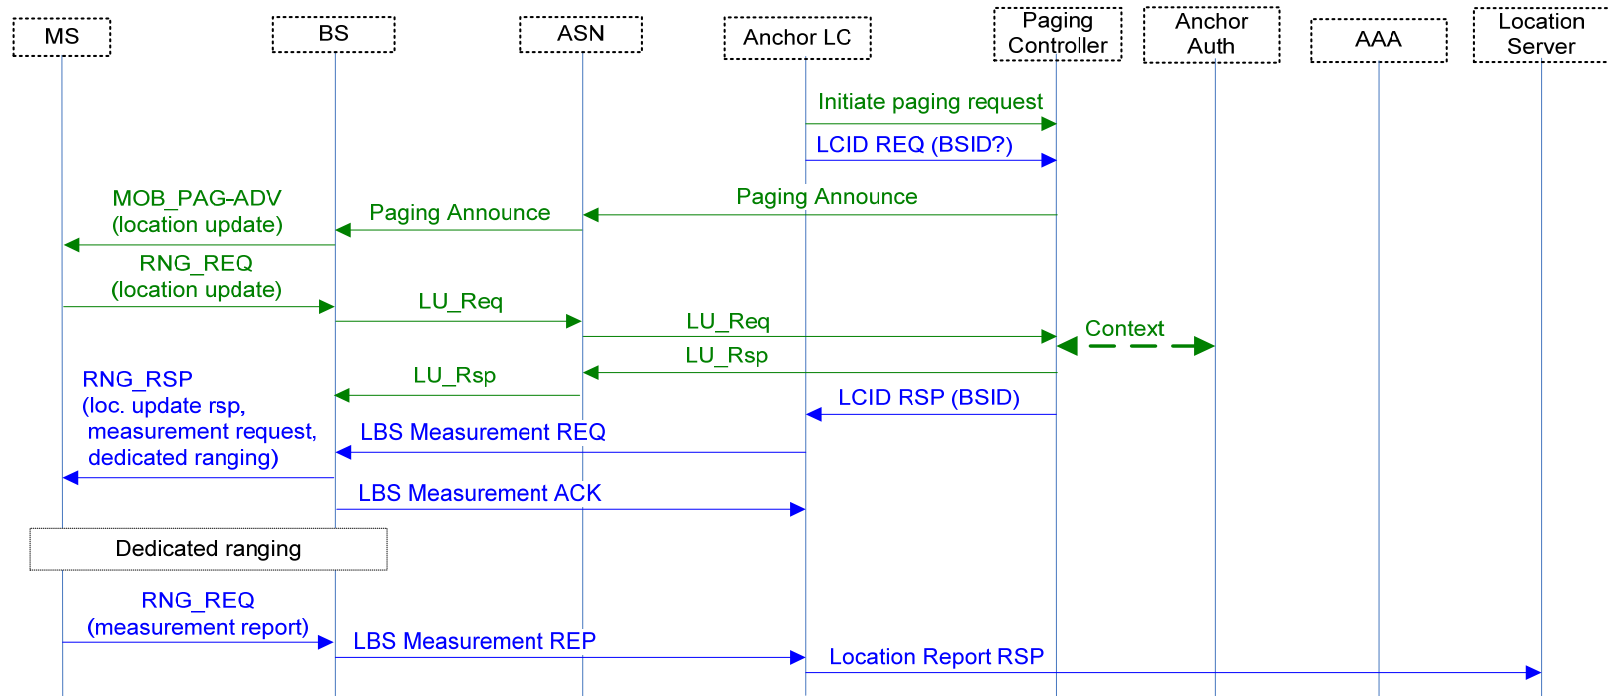 MS
BS
ASN
Anchor LC
Paging
Controller
Anchor
Auth
AAA
Location
Server
Initiate paging request
LCID REQ (BSID?)
Paging Announce
Paging Announce
MOB_PAG-ADV
(location update)
RNG_REQ
(location update)
LU_Req
LU_Req
Context
LU_Rsp
LU_Rsp
RNG_RSP
(loc. update rsp,
measurement request,
dedicated ranging)
LCID RSP (BSID)
LBS Measurement REQ
LBS Measurement ACK
Dedicated ranging
RNG_REQ
(measurement report)
LBS Measurement REP
Location Report RSP